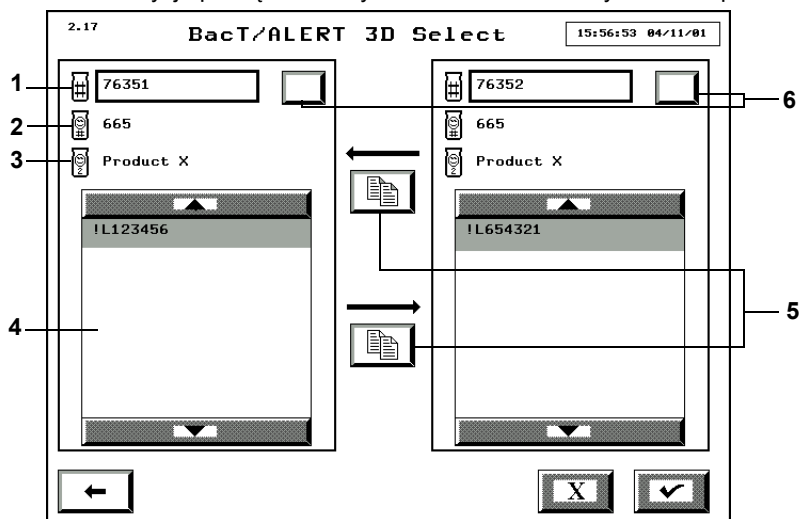 2.17
BacT/ALERT 3D Select
15:56:53 04/11/01
1
76351
76352
6
2
665
665
3
Product X
Product X
!L123456
!L654321
4
5
X